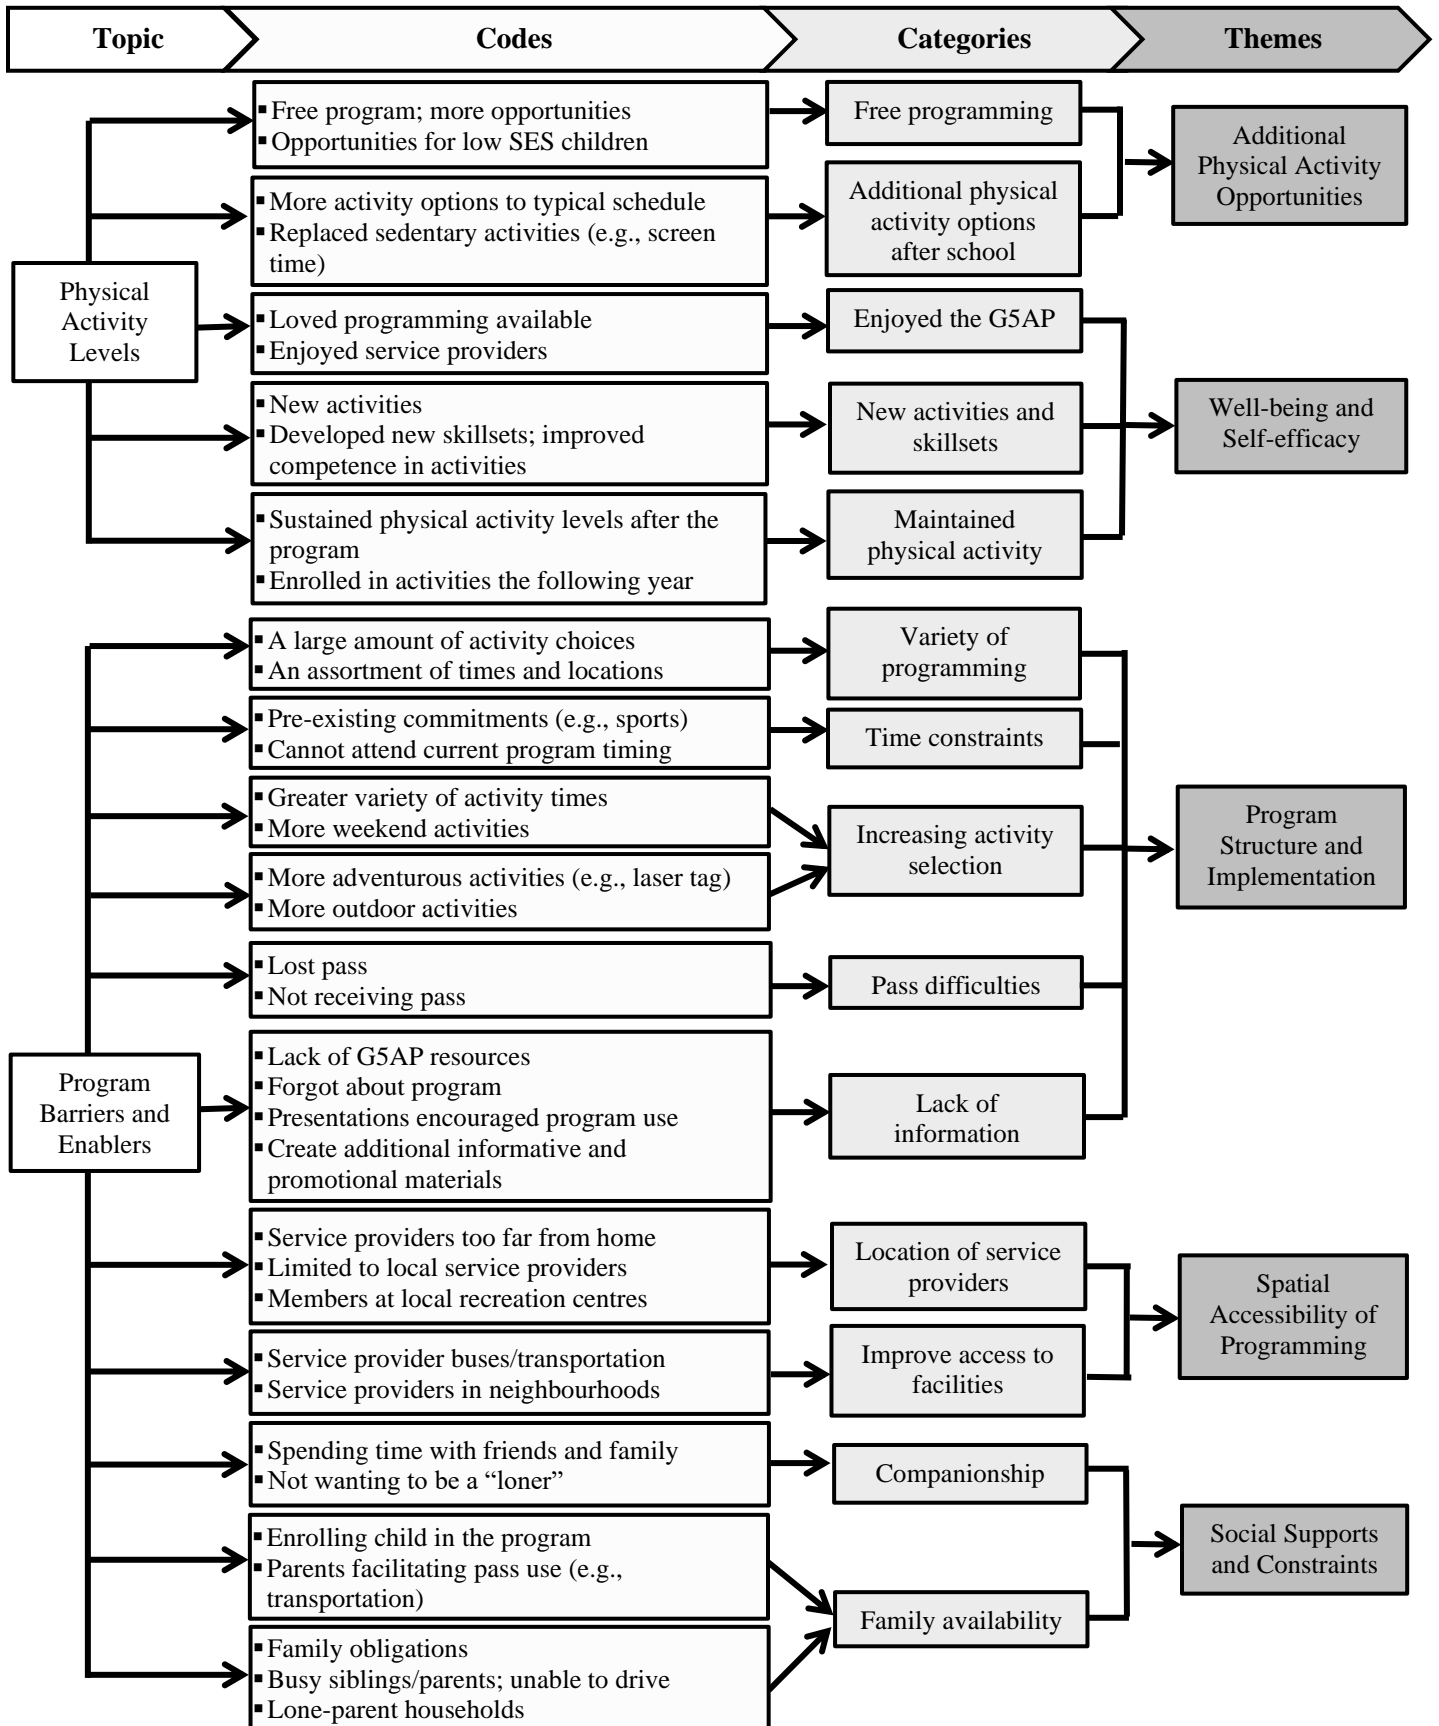 Topic
Codes
Categories
Themes
Physical
Activity
Levels
▪ Free program; more opportunities
▪ Opportunities for low SES children
Free programming
▪ More activity options to typical schedule
▪ Replaced sedentary activities (e.g., screen
time)
Additional physical
activity options
after school
Additional
Physical Activity
Opportunities
▪ Loved programming available
▪ Enjoyed service providers
Enjoyed the G5AP
▪ New activities
▪ Developed new skillsets; improved
competence in activities
New activities and
skillsets
▪ Sustained physical activity levels after the
program
▪ Enrolled in activities the following year
Maintained
physical activity
Well-being and
Self-efficacy
Program
Barriers and
Enablers
▪ A large amount of activity choices
▪ An assortment of times and locations
Variety of
programming
▪ Pre-existing commitments (e.g., sports)
▪ Cannot attend current program timing
Time constraints
▪ Greater variety of activity times
▪ More weekend activities
▪ More adventurous activities (e.g., laser tag)
▪ More outdoor activities
Increasing activity
selection
▪ Lost pass
▪ Not receiving pass
Pass difficulties
▪ Lack of G5AP resources
▪ Forgot about program
▪ Presentations encouraged program use
▪ Create additional informative and
promotional materials
Lack of
information
Program
Structure and
Implementation
▪ Service providers too far from home
▪ Limited to local service providers
▪ Members at local recreation centres
Location of service
providers
▪ Service provider buses/transportation
▪ Service providers in neighbourhoods
Improve access to
facilities
Spatial
Accessibility of
Programming
▪ Spending time with friends and family
▪ Not wanting to be a “loner”
Companionship
▪ Enrolling child in the program
▪ Parents facilitating pass use (e.g.,
transportation)
▪ Family obligations
▪ Busy siblings/parents; unable to drive
▪ Lone-parent households
Family availability
Social Supports
and Constraints